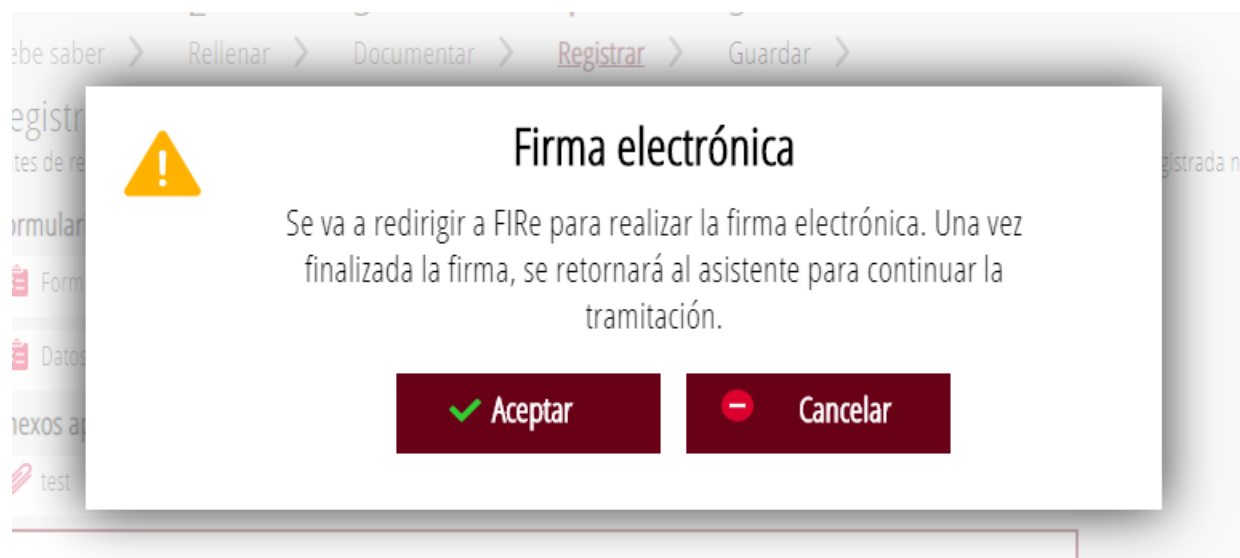 Rellenar
Documentar
Registrar
Guardar
Firma electrónica
Se va a redirigir a FIRe para realizar la firma electrónica. Una vez
finalizada la firma, se retornará al asistente para continuar la
tramitación.
Aceptar
Cancelar
Datos
test